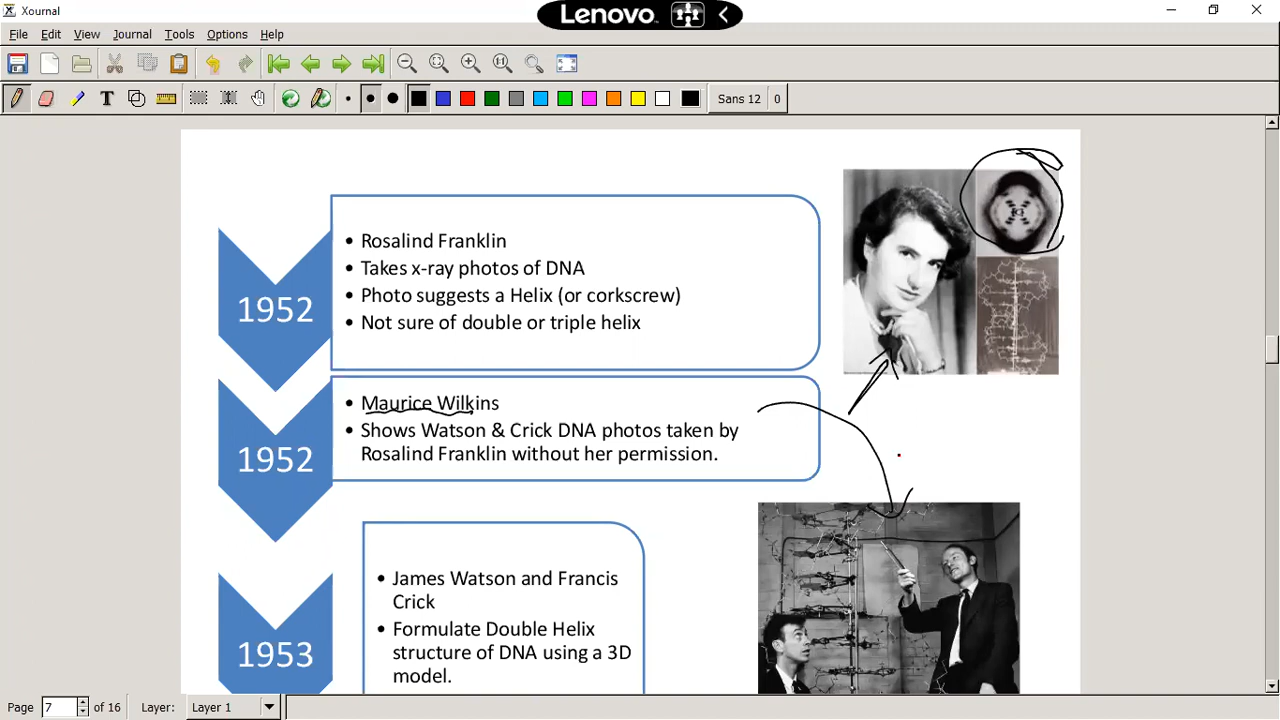 Xournal
Lenovo
File Edit View Journal Tools Options Help
Sans 12 0
1952
• Rosalind Franklin
• Takes x-ray photos of DNA
• Photo suggests a Helix (or corkscrew)
• Not sure of double or triple helix
1952
• Maurice Wilkins
• Shows Watson & Crick DNA photos taken by
Rosalind Franklin without her permission.
1953
• James Watson and Francis
Crick
• Formulate Double Helix
structure of DNA using a 3D
model.
Page 7 of 16 Layer: Layer 1